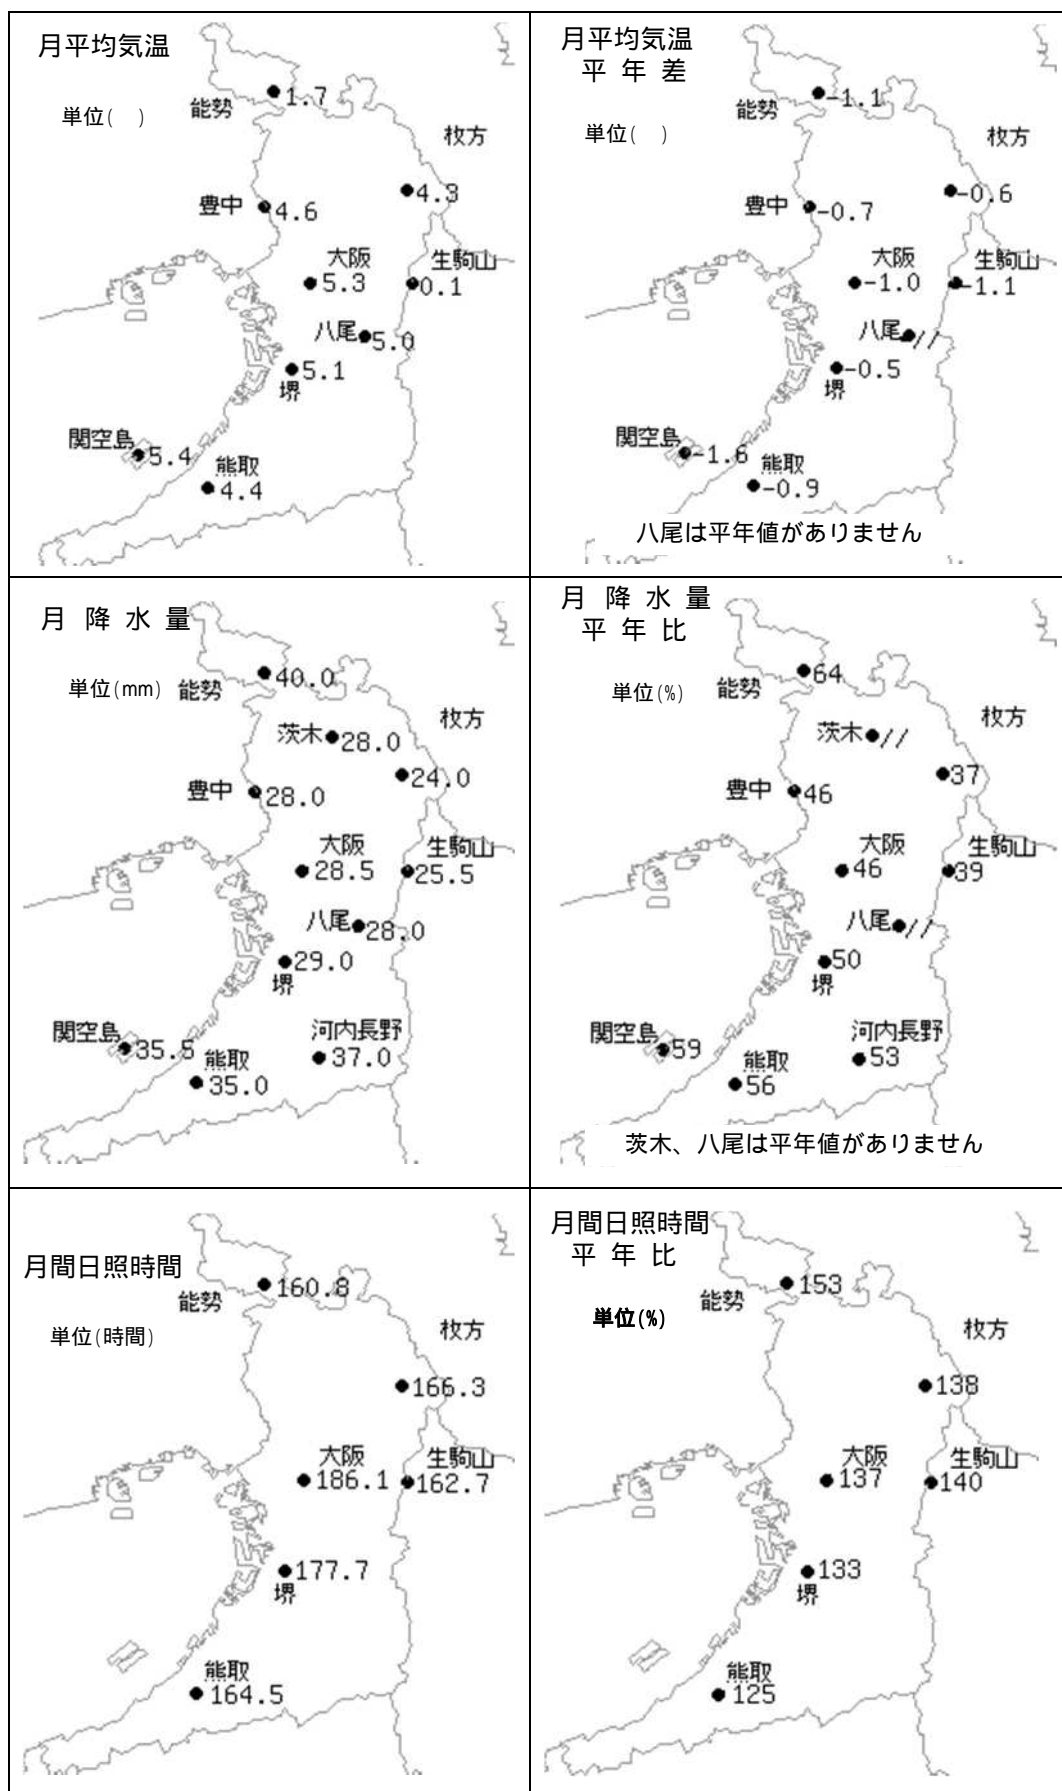 月平均気温
単位( )
能勢
1.7
枚方
4.3
豊中
4.6
大阪
5.3
生駒山
0.1
八尾
5.0
5.1
堺
関空島
5.4
熊取
4.4
月平均気温
平 年 差
単位( )
能勢
-1.1
枚方
-0.6
豊中
-0.7
大阪
-1.0
生駒山
-1.1
八尾
//
-0.5
堺
関空島
-1.6
熊取
-0.9
八尾は平年値がありません
月 降 水 量
単位(mm)
能勢
40.0
枚方
茨木
28.0
24.0
豊中
28.0
大阪
28.5
生駒山
25.5
八尾
28.0
29.0
堺
関空島
35.5
河内長野
37.0
熊取
35.0
月 降 水 量
平 年 比
単位(%)
能勢
64
枚方
茨木
//
37
豊中
46
大阪
46
生駒山
39
八尾
//
50
堺
関空島
59
河内長野
53
熊取
56
茨木、八尾は平年値がありません
月間日照時間
単位(時間)
能勢
160.8
枚方
166.3
大阪
186.1
生駒山
162.7
177.7
堺
熊取
164.5
月間日照時間
平 年 比
単位(%)
能勢
153
枚方
138
大阪
137
生駒山
140
133
堺
熊取
125